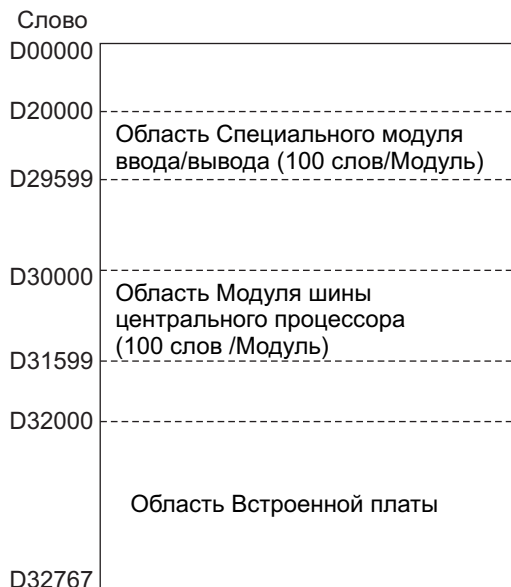 Слово
D00000
D20000
Область Специального модуля
ввода/вывода (100 слов/Модуль)
D29599
D30000
Область Модуля шины
центрального процессора
(100 слов /Модуль)
D31599
D32000
Область Встроенной платы
D32767